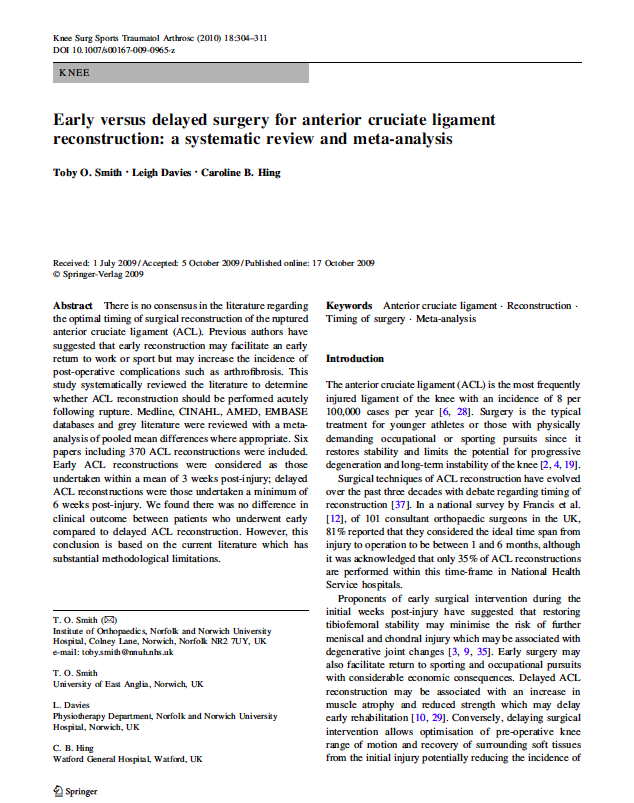 Knee Surg Sports Traumatol Arthrosc (2010) 18:304–311
DOI 10.1007/s00167-009-0965-z
KNEE
Early versus delayed surgery for anterior cruciate ligament
reconstruction: a systematic review and meta-analysis
Toby O. Smith · Leigh Davies · Caroline B. Hing
Received: 1 July 2009 / Accepted: 5 October 2009 / Published online: 17 October 2009
© Springer-Verlag 2009
Abstract There is no consensus in the literature regarding
the optimal timing of surgical reconstruction of the ruptured
anterior cruciate ligament (ACL). Previous authors have
suggested that early reconstruction may facilitate an early
return to work or sport but may increase the incidence of
post-operative complications such as arthrofibrosis. This
study systematically reviewed the literature to determine
whether ACL reconstruction should be performed acutely
following rupture. Medline, CINAHL, AMED, EMBASE
databases and grey literature were reviewed with a meta-
analysis of pooled mean differences where appropriate. Six
papers including 370 ACL reconstructions were included.
Early ACL reconstructions were considered as those
undertaken within a mean of 3 weeks post-injury; delayed
ACL reconstructions were those undertaken a minimum of
6 weeks post-injury. We found there was no difference in
clinical outcome between patients who underwent early
compared to delayed ACL reconstruction. However, this
conclusion is based on the current literature which has
substantial methodological limitations.
T. O. Smith (✉)
Institute of Orthopaedics, Norfolk and Norwich University
Hospital, Colney Lane, Norwich, Norfolk NR2 7UY, UK
e-mail: toby.smith@nnuh.nhs.uk
T. O. Smith
University of East Anglia, Norwich, UK
L. Davies
Physiotherapy Department, Norfolk and Norwich University
Hospital, Norwich, UK
C. B. Hing
Watford General Hospital, Watford, UK
Keywords Anterior cruciate ligament · Reconstruction ·
Timing of surgery · Meta-analysis
Introduction
The anterior cruciate ligament (ACL) is the most frequently
injured ligament of the knee with an incidence of 8 per
100,000 cases per year [6, 28]. Surgery is the typical
treatment for younger athletes or those with physically
demanding occupational or sporting pursuits since it
restores stability and limits the potential for progressive
degeneration and long-term instability of the knee [2, 4, 19].
Surgical techniques of ACL reconstruction have evolved
over the past three decades with debate regarding timing of
reconstruction [37]. In a national survey by Francis et al.
[12], of 101 consultant orthopaedic surgeons in the UK,
81% reported that they considered the ideal time span from
injury to operation to be between 1 and 6 months, although
it was acknowledged that only 35% of ACL reconstructions
are performed within this time-frame in National Health
Service hospitals.
Proponents of early surgical intervention during the
initial weeks post-injury have suggested that restoring
tibiofemoral stability may minimise the risk of further
meniscal and chondral injury which may be associated with
degenerative joint changes [3, 9, 35]. Early surgery may
also facilitate return to sporting and occupational pursuits
with considerable economic consequences. Delayed ACL
reconstruction may be associated with an increase in
muscle atrophy and reduced strength which may delay
early rehabilitation [10, 29]. Conversely, delaying surgical
intervention allows optimisation of pre-operative knee
range of motion and recovery of surrounding soft tissues
from the initial injury potentially reducing the incidence of
Springer